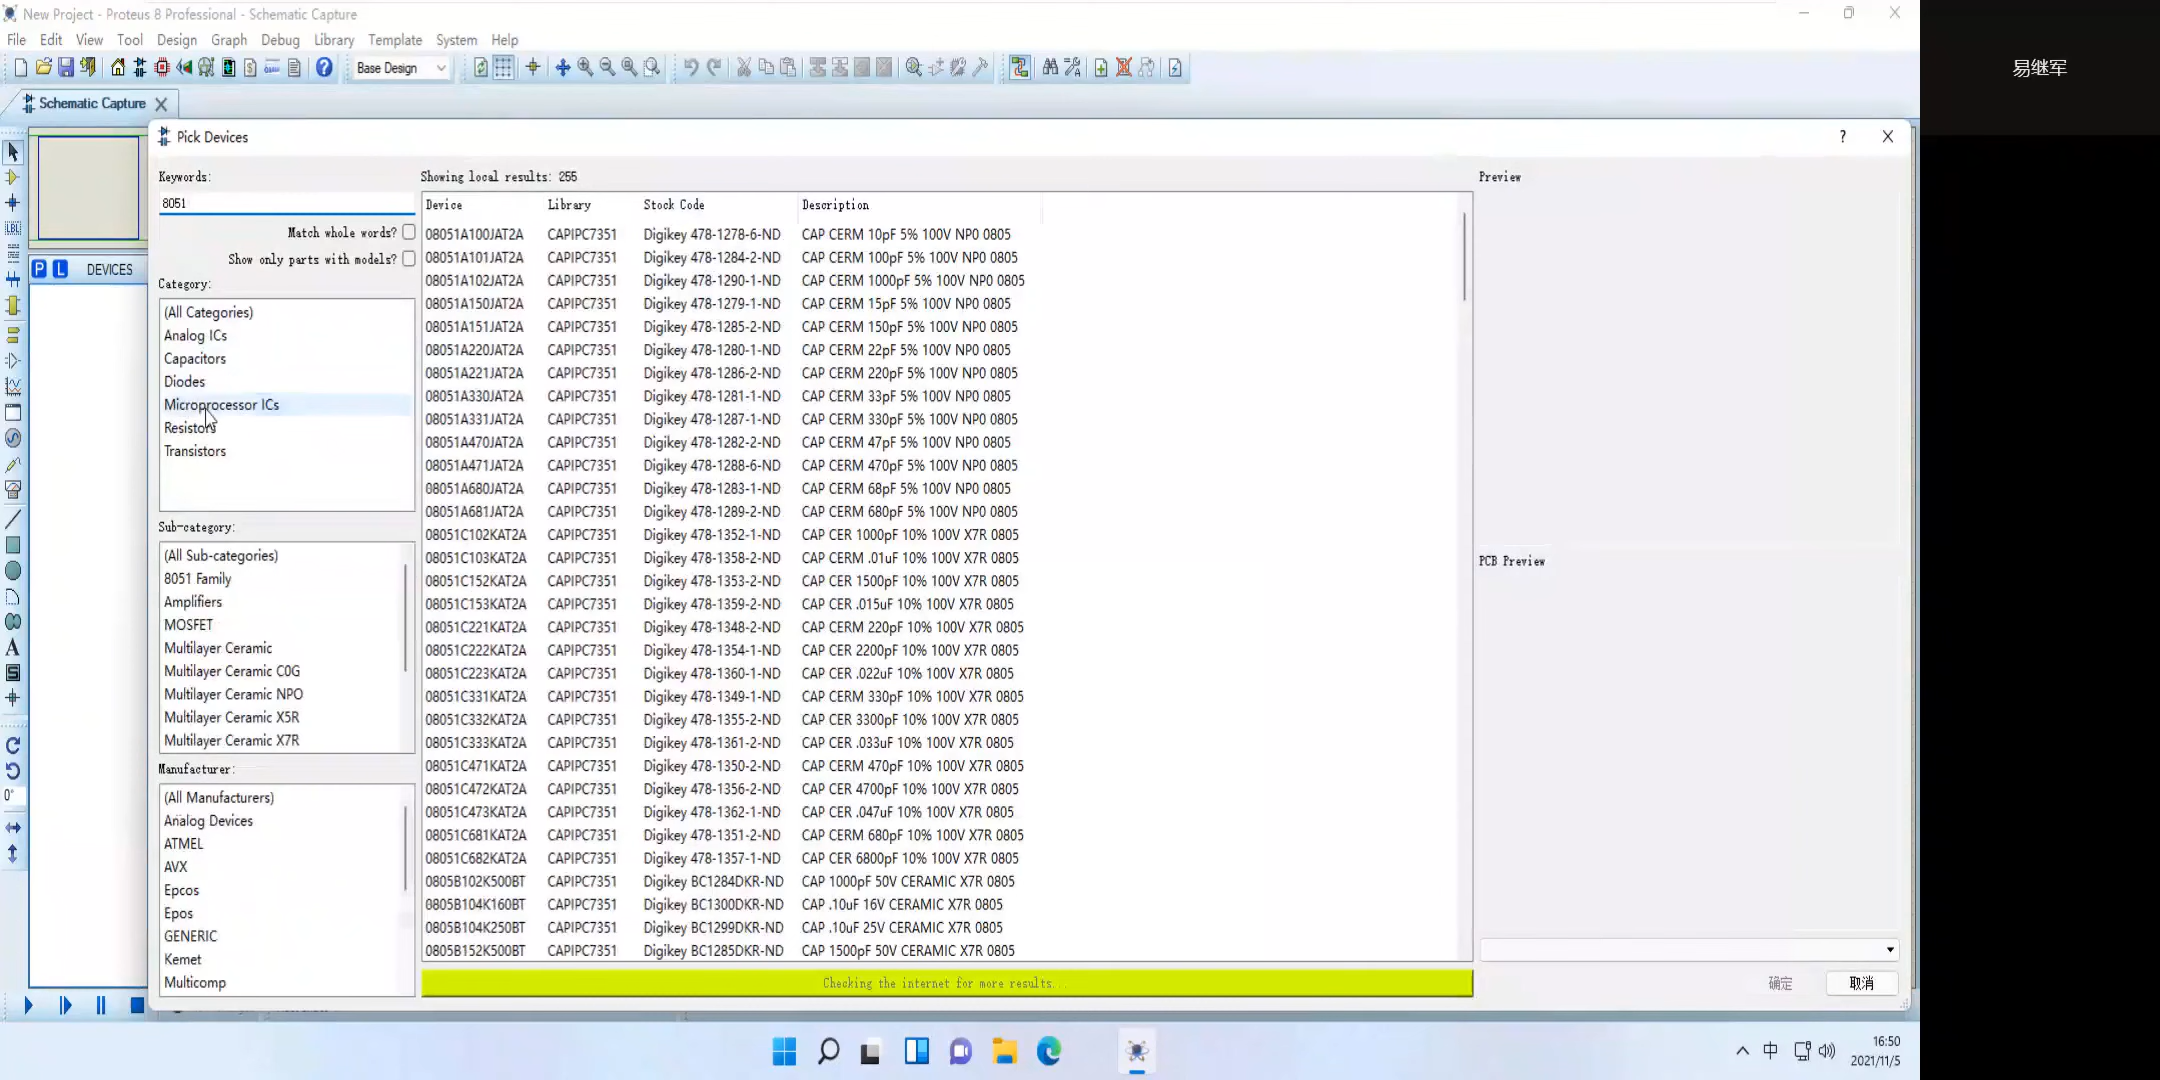 New Project - Proteus 8 Professional - Schematic Capture
File Edit View Tool Design Graph Debug Library Template System Help
Base Design
Schematic Capture
易继军
Pick Devices
?
Keywords:
8051
Match whole words?
Show only parts with models?
Category:
(All Categories)
Analog ICs
Capacitors
Diodes
Microprocessor ICs
Resistors
Transistors
Sub-category:
(All Sub-categories)
8051 Family
Amplifiers
MOSFET
Multilayer Ceramic
Multilayer Ceramic C0G
Multilayer Ceramic NPO
Multilayer Ceramic X5R
Multilayer Ceramic X7R
Manufacturer:
(All Manufacturers)
Analog Devices
ATMEL
AVX
Epcos
Epos
GENERIC
Kemet
Multicomp
P L DEVICES
LBL
A
S
0°
Showing local results: 255
Device Library Stock Code Description
08051A100JAT2A CAPIPC7351 Digikey 478-1278-6-ND CAP CERM 10pF 5% 100V NP0 0805
08051A101JAT2A CAPIPC7351 Digikey 478-1284-2-ND CAP CERM 100pF 5% 100V NP0 0805
08051A102JAT2A CAPIPC7351 Digikey 478-1290-1-ND CAP CERM 1000pF 5% 100V NP0 0805
08051A150JAT2A CAPIPC7351 Digikey 478-1279-1-ND CAP CERM 15pF 5% 100V NP0 0805
08051A151JAT2A CAPIPC7351 Digikey 478-1285-2-ND CAP CERM 150pF 5% 100V NP0 0805
08051A220JAT2A CAPIPC7351 Digikey 478-1280-1-ND CAP CERM 22pF 5% 100V NP0 0805
08051A221JAT2A CAPIPC7351 Digikey 478-1286-2-ND CAP CERM 220pF 5% 100V NP0 0805
08051A330JAT2A CAPIPC7351 Digikey 478-1281-1-ND CAP CERM 33pF 5% 100V NP0 0805
08051A331JAT2A CAPIPC7351 Digikey 478-1287-1-ND CAP CERM 330pF 5% 100V NP0 0805
08051A470JAT2A CAPIPC7351 Digikey 478-1282-2-ND CAP CERM 47pF 5% 100V NP0 0805
08051A471JAT2A CAPIPC7351 Digikey 478-1288-6-ND CAP CERM 470pF 5% 100V NP0 0805
08051A680JAT2A CAPIPC7351 Digikey 478-1283-1-ND CAP CERM 68pF 5% 100V NP0 0805
08051A681JAT2A CAPIPC7351 Digikey 478-1289-2-ND CAP CERM 680pF 5% 100V NP0 0805
08051C102KAT2A CAPIPC7351 Digikey 478-1352-1-ND CAP CER 1000pF 10% 100V X7R 0805
08051C103KAT2A CAPIPC7351 Digikey 478-1358-2-ND CAP CERM .01uF 10% 100V X7R 0805
08051C152KAT2A CAPIPC7351 Digikey 478-1353-2-ND CAP CER 1500pF 10% 100V X7R 0805
08051C153KAT2A CAPIPC7351 Digikey 478-1359-2-ND CAP CER .015uF 10% 100V X7R 0805
08051C221KAT2A CAPIPC7351 Digikey 478-1348-2-ND CAP CERM 220pF 10% 100V X7R 0805
08051C222KAT2A CAPIPC7351 Digikey 478-1354-1-ND CAP CER 2200pF 10% 100V X7R 0805
08051C223KAT2A CAPIPC7351 Digikey 478-1360-1-ND CAP CER .022uF 10% 100V X7R 0805
08051C331KAT2A CAPIPC7351 Digikey 478-1349-1-ND CAP CERM 330pF 10% 100V X7R 0805
08051C332KAT2A CAPIPC7351 Digikey 478-1355-2-ND CAP CER 3300pF 10% 100V X7R 0805
08051C333KAT2A CAPIPC7351 Digikey 478-1361-2-ND CAP CER .033uF 10% 100V X7R 0805
08051C471KAT2A CAPIPC7351 Digikey 478-1350-2-ND CAP CERM 470pF 10% 100V X7R 0805
08051C472KAT2A CAPIPC7351 Digikey 478-1356-2-ND CAP CER 4700pF 10% 100V X7R 0805
08051C473KAT2A CAPIPC7351 Digikey 478-1362-1-ND CAP CER .047uF 10% 100V X7R 0805
08051C681KAT2A CAPIPC7351 Digikey 478-1351-2-ND CAP CERM 680pF 10% 100V X7R 0805
08051C682KAT2A CAPIPC7351 Digikey 478-1357-1-ND CAP CER 6800pF 10% 100V X7R 0805
0805B102K500BT CAPIPC7351 Digikey BC1284DKR-ND CAP 1000pF 50V CERAMIC X7R 0805
0805B104K160BT CAPIPC7351 Digikey BC1300DKR-ND CAP .10uF 16V CERAMIC X7R 0805
0805B104K250BT CAPIPC7351 Digikey BC1299DKR-ND CAP .10uF 25V CERAMIC X7R 0805
0805B152K500BT CAPIPC7351 Digikey BC1285DKR-ND CAP 1500pF 50V CERAMIC X7R 0805
Checking the internet for more results...
Preview
PCB Preview
确定 取消
中
16:50
2021/11/5